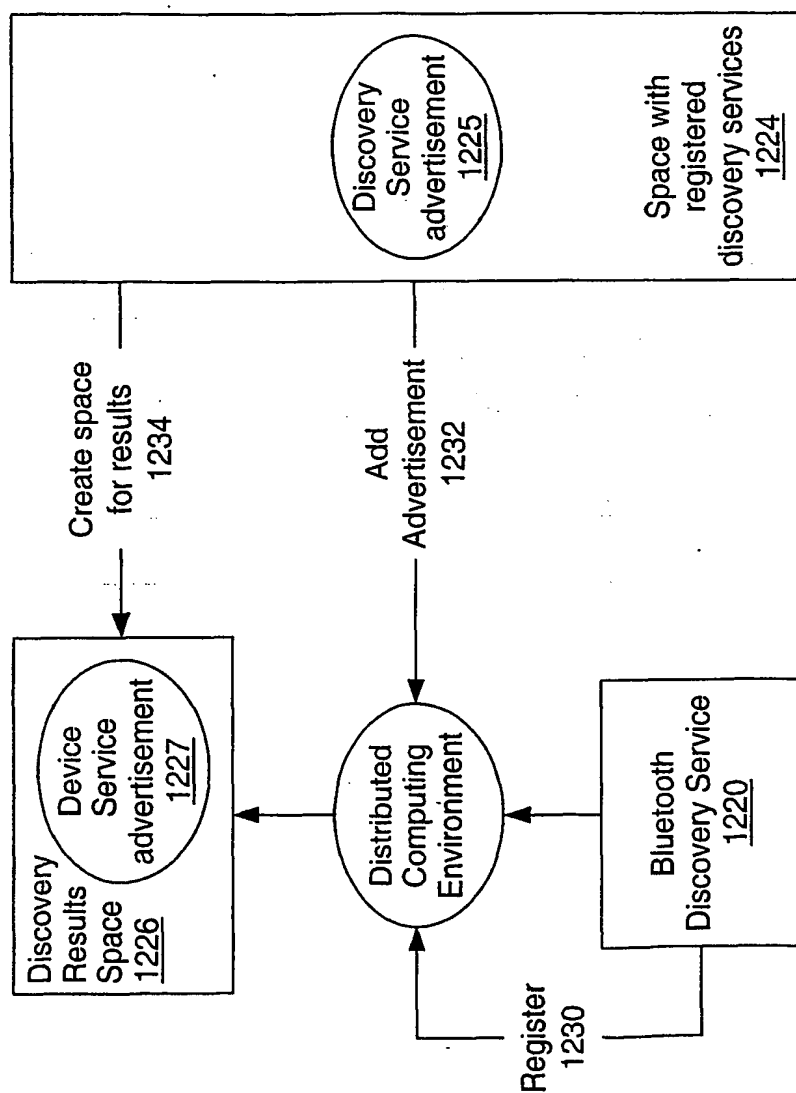 Discovery
Results
Space
1226
Device
Service
advertisement
1227
Create space
for results
1234
Discovery
Service
advertisement
1225
Space with
registered
discovery services
1224
Distributed
Computing
Environment
Add
Advertisement
1232
Register
1230
Bluetooth
Discovery Service
1220